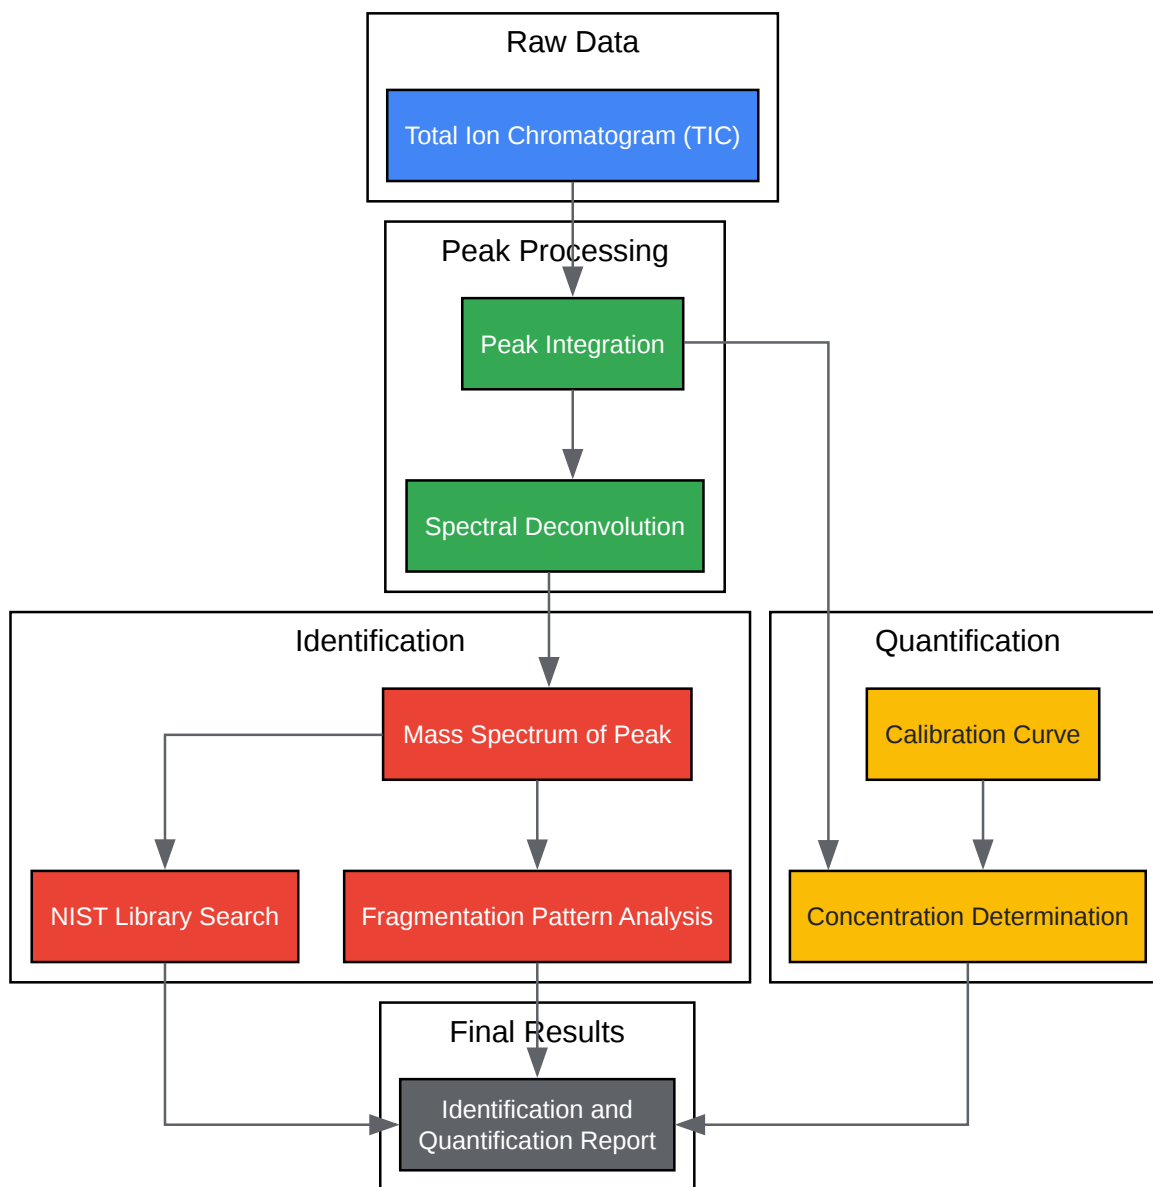 Raw Data
Total Ion Chromatogram (TIC)
Peak Processing
Peak Integration
Spectral Deconvolution
Identification
Mass Spectrum of Peak
NIST Library Search
Fragmentation Pattern Analysis
Quantification
Calibration Curve
Concentration Determination
Final Results
Identification and
Quantification Report